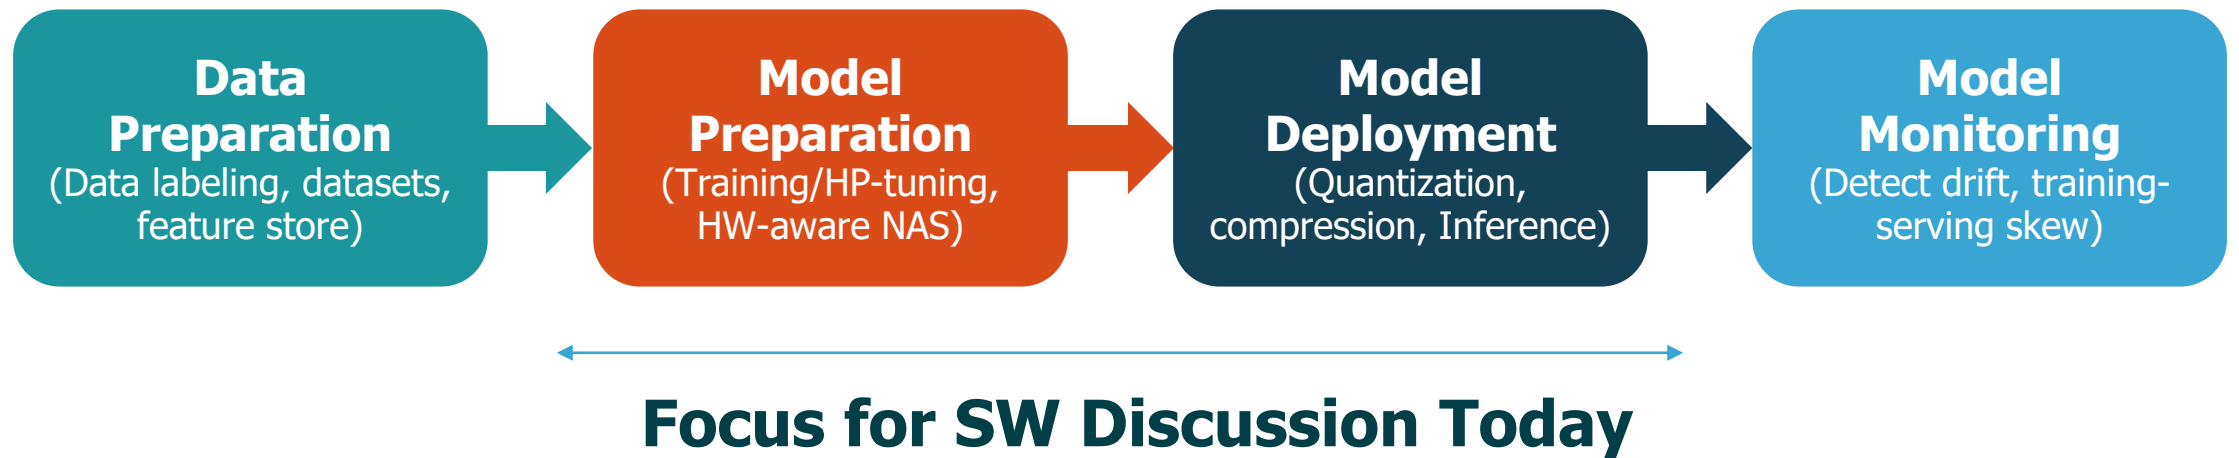 Data
Preparation
(Data labeling, datasets,
feature store)
Model
Preparation
(Training/HP-tuning,
HW-aware NAS)
Model
Deployment
(Quantization,
compression, Inference)
Model
Monitoring
(Detect drift, training-
serving skew)
Focus for SW Discussion Today